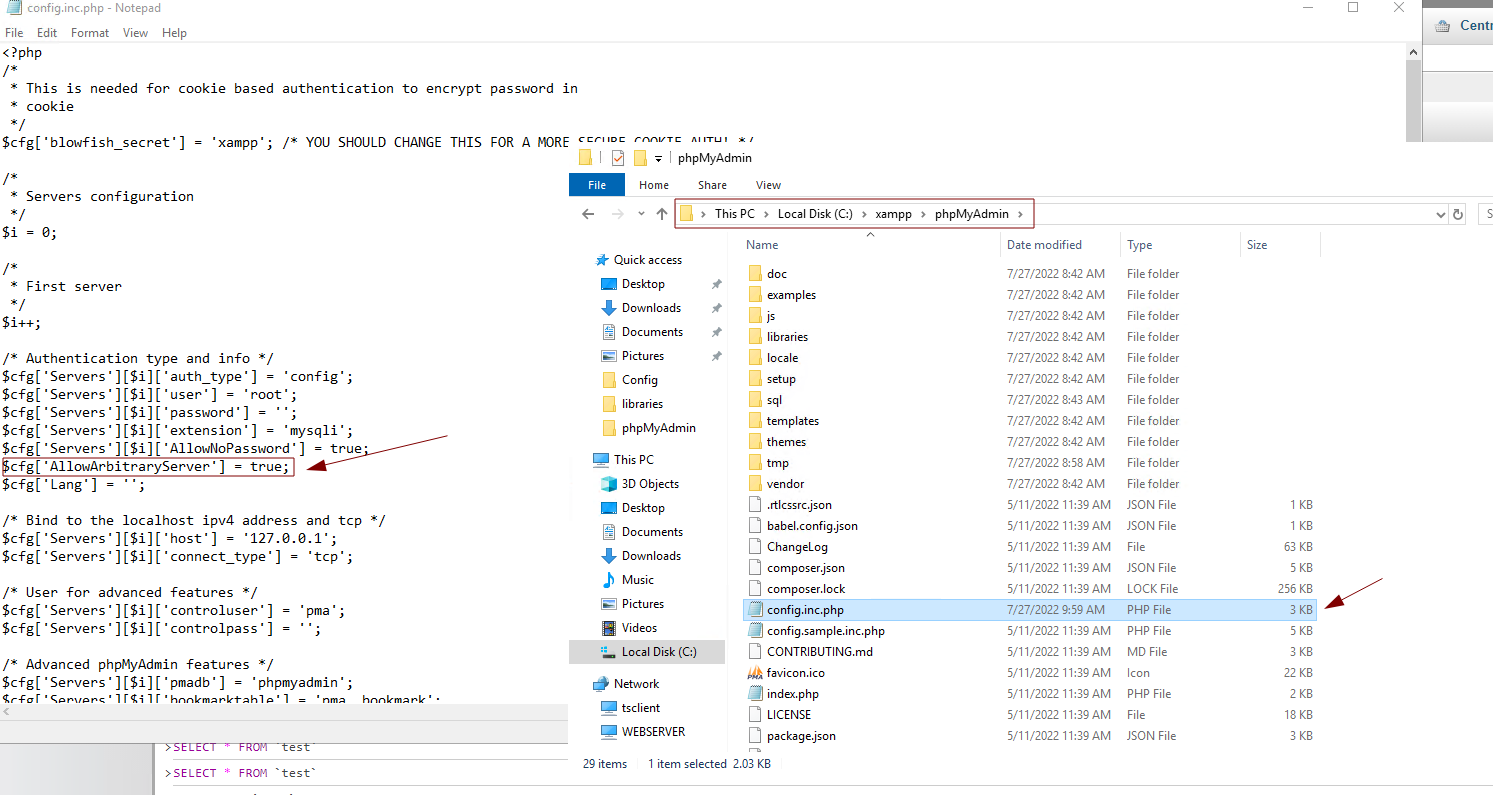 config.inc.php - Notepad
File Edit Format View Help
<?php
/*
 * This is needed for cookie based authentication to encrypt password in
 * cookie
 */
$cfg['blowfish_secret'] = 'xampp'; /* YOU SHOULD CHANGE THIS FOR A MORE SECURE COOKIE AUTH! */
/*
 * Servers configuration
 */
$i = 0;
/*
 * First server
 */
$i++;
/* Authentication type and info */
$cfg['Servers'][$i]['auth_type'] = 'config';
$cfg['Servers'][$i]['user'] = 'root';
$cfg['Servers'][$i]['password'] = '';
$cfg['Servers'][$i]['extension'] = 'mysqli';
$cfg['Servers'][$i]['AllowNoPassword'] = true;
$cfg['AllowArbitraryServer'] = true;
$cfg['Lang'] = '';
/* Bind to the localhost ipv4 address and tcp */
$cfg['Servers'][$i]['host'] = '127.0.0.1';
$cfg['Servers'][$i]['connect_type'] = 'tcp';
/* User for advanced features */
$cfg['Servers'][$i]['controluser'] = 'pma';
$cfg['Servers'][$i]['controlpass'] = '';
/* Advanced phpMyAdmin features */
$cfg['Servers'][$i]['pmadb'] = 'phpmyadmin';
$cfg['Servers'][$i]['bookmarktable'] = 'pma__bookmark';
>SELECT * FROM `test`
>SELECT * FROM `test`
Centr
phpMyAdmin
File Home Share View
This PC > Local Disk (C:) > xampp > phpMyAdmin >
S
Quick access
Desktop
Downloads
Documents
Pictures
Config
libraries
phpMyAdmin
This PC
3D Objects
Desktop
Documents
Downloads
Music
Pictures
Videos
Local Disk (C:)
Network
tsclient
WEBSERVER
Name Date modified Type Size
doc 7/27/2022 8:42 AM File folder
examples 7/27/2022 8:42 AM File folder
js 7/27/2022 8:42 AM File folder
libraries 7/27/2022 8:42 AM File folder
locale 7/27/2022 8:42 AM File folder
setup 7/27/2022 8:42 AM File folder
sql 7/27/2022 8:43 AM File folder
templates 7/27/2022 8:42 AM File folder
themes 7/27/2022 8:42 AM File folder
tmp 7/27/2022 8:58 AM File folder
vendor 7/27/2022 8:42 AM File folder
.rtlcssrc.json 5/11/2022 11:39 AM JSON File 1 KB
babel.config.json 5/11/2022 11:39 AM JSON File 1 KB
ChangeLog 5/11/2022 11:39 AM File 63 KB
composer.json 5/11/2022 11:39 AM JSON File 5 KB
composer.lock 5/11/2022 11:39 AM LOCK File 256 KB
config.inc.php 7/27/2022 9:59 AM PHP File 3 KB
config.sample.inc.php 5/11/2022 11:39 AM PHP File 5 KB
CONTRIBUTING.md 5/11/2022 11:39 AM MD File 3 KB
favicon.ico 5/11/2022 11:39 AM Icon 22 KB
index.php 5/11/2022 11:39 AM PHP File 2 KB
LICENSE 5/11/2022 11:39 AM File 18 KB
package.json 5/11/2022 11:39 AM JSON File 3 KB
29 items 1 item selected 2.03 KB